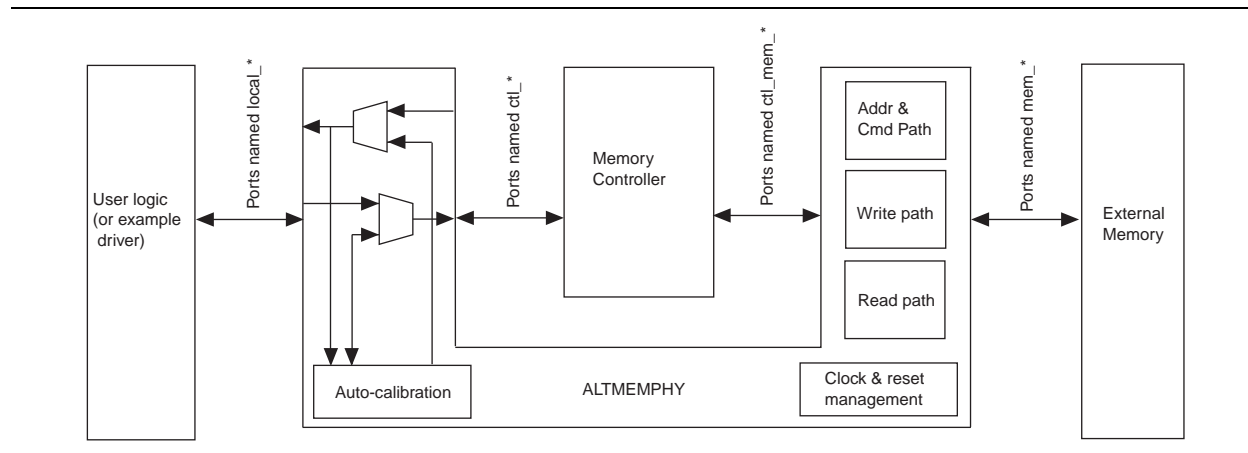 User logic
(or example
driver)
Ports named local_*
Auto-calibration
Ports named ctl_*
Memory
Controller
ALTMEMPHY
Ports named ctl_mem_*
Addr &
Cmd Path
Write path
Read path
Clock & reset
management
Ports named mem_*
External
Memory